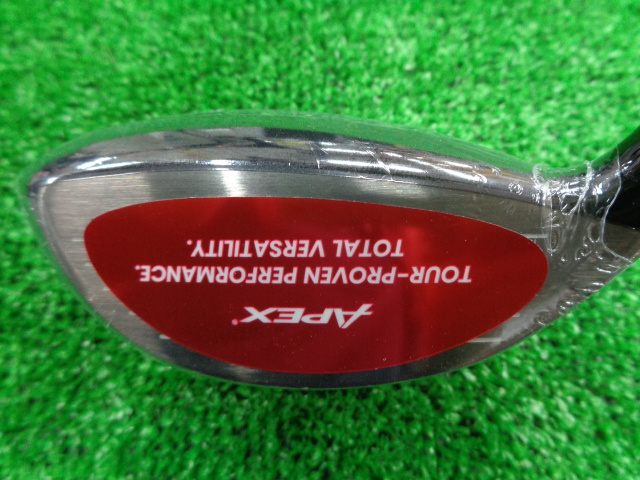 APEX
TOUR-PROVEN PERFORMANCE.
TOTAL VERSATILITY.